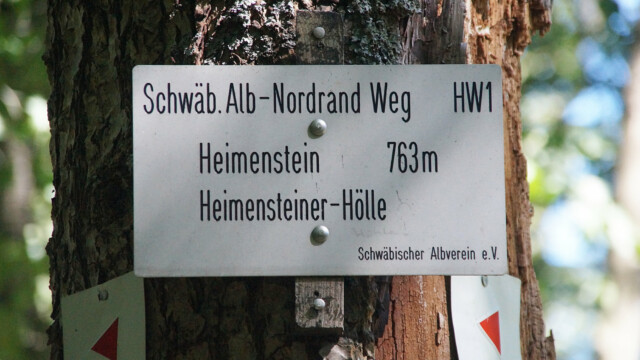 Schwäb. Alb-Nordrand Weg HW1
Heimenstein 763m
Heimensteiner-Hölle
Schwäbischer Albverein e.V.